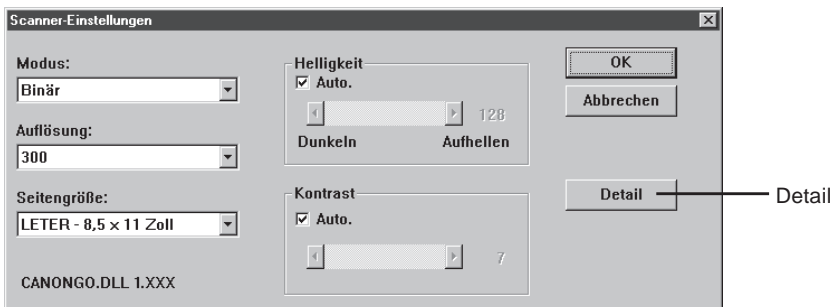 Scanner-Einstellungen
Modus:
Binär
Auflösung:
300
Seitengröße:
LETER - 8,5 x 11 Zoll
CANONGO.DLL 1.XXX
Helligkeit
Auto.
128
Dunkeln Aufhellen
Kontrast
Auto.
7
OK
Abbrechen
Detail
Detail